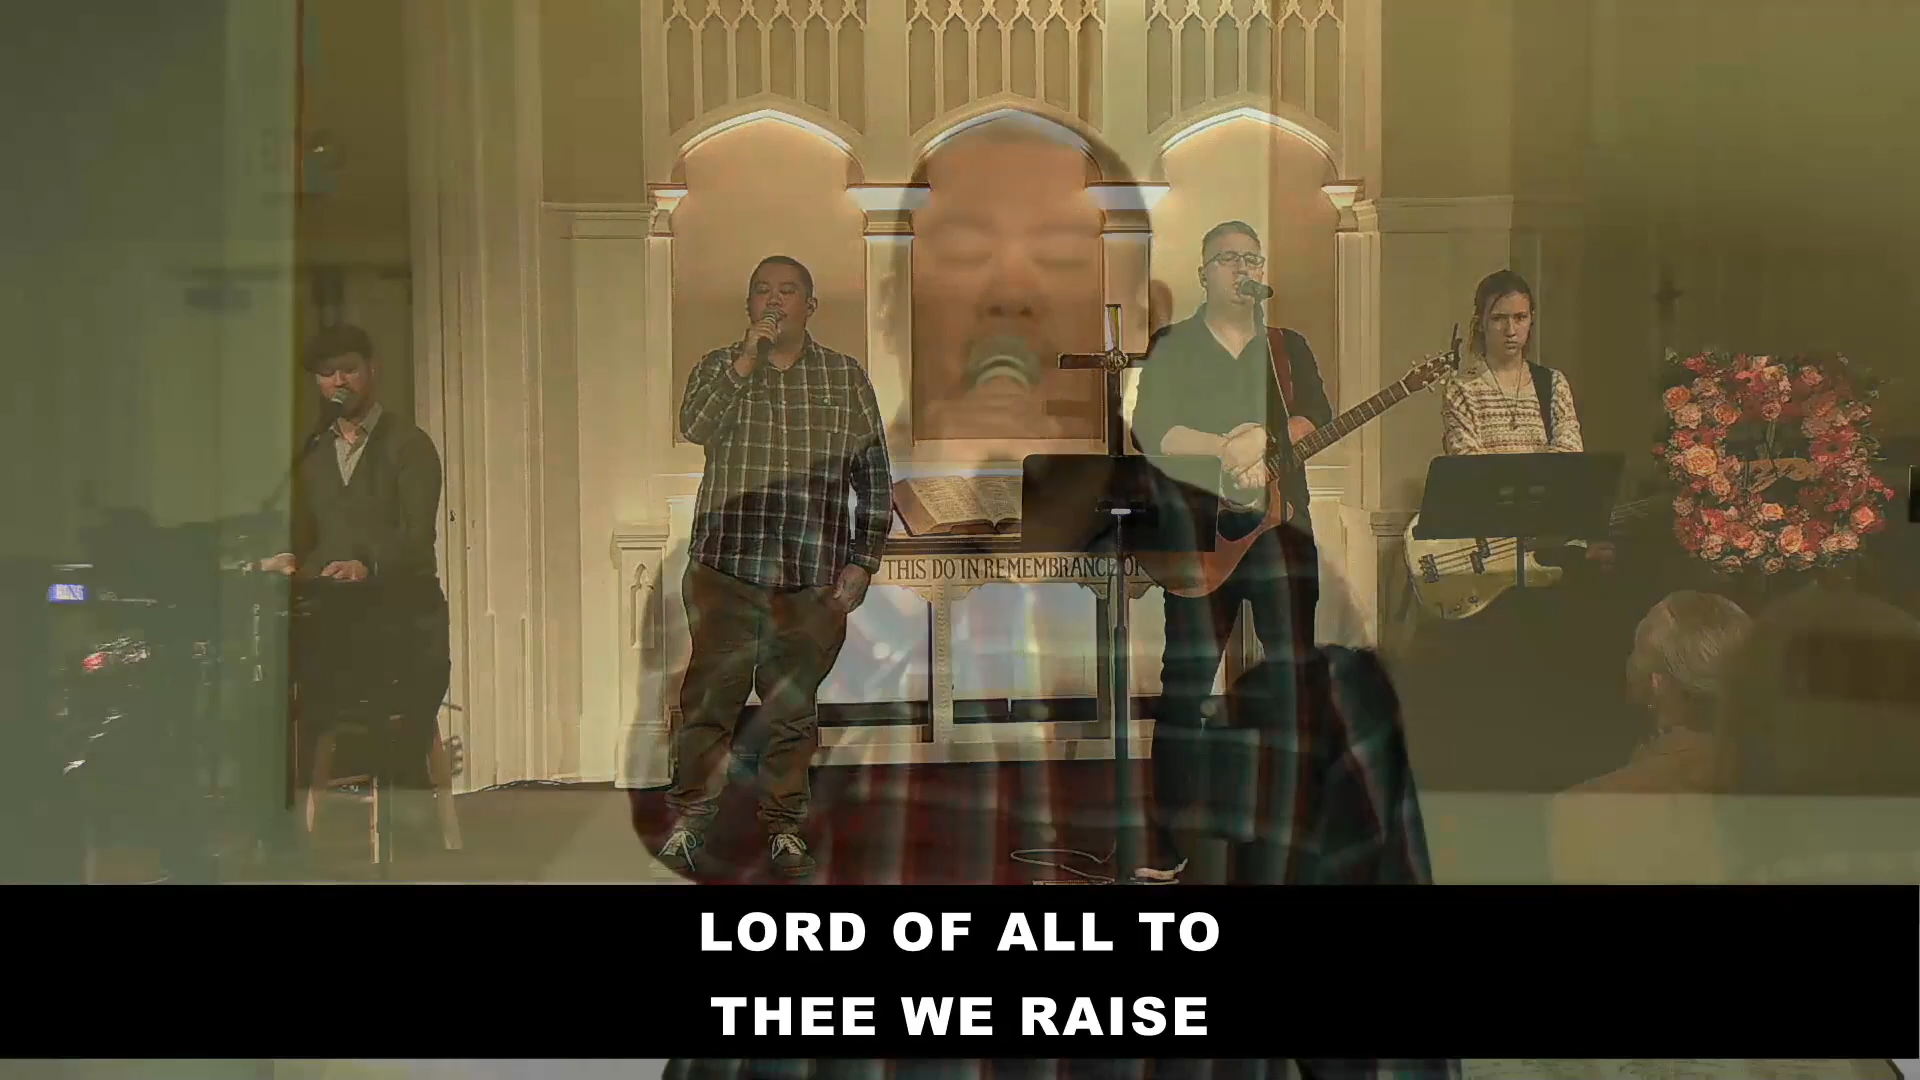 THIS DO IN REMEMBRANCE OF
LORD OF ALL TO
THEE WE RAISE